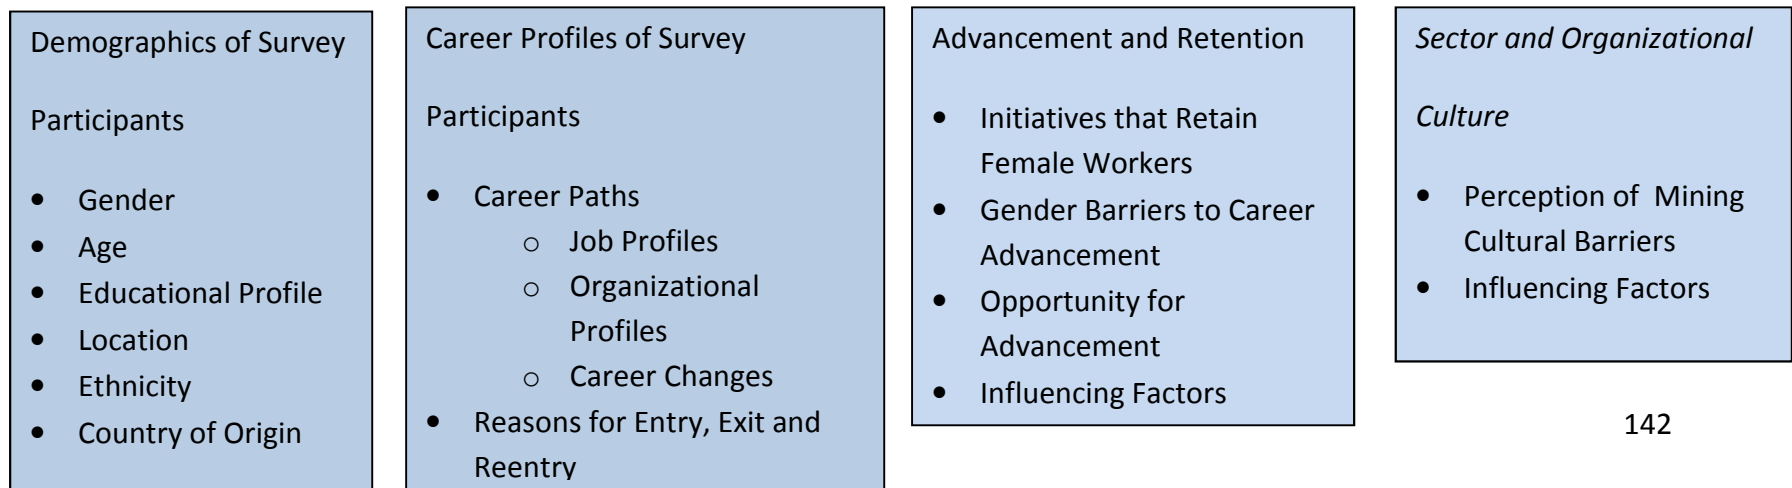 Demographics of Survey
Participants
• Gender
• Age
• Educational Profile
• Location
• Ethnicity
• Country of Origin
Career Profiles of Survey
Participants
• Career Paths
o Job Profiles
o Organizational
Profiles
o Career Changes
• Reasons for Entry, Exit and
Reentry
Advancement and Retention
• Initiatives that Retain
Female Workers
• Gender Barriers to Career
Advancement
• Opportunity for
Advancement
• Influencing Factors
Sector and Organizational
Culture
• Perception of Mining
Cultural Barriers
• Influencing Factors
142